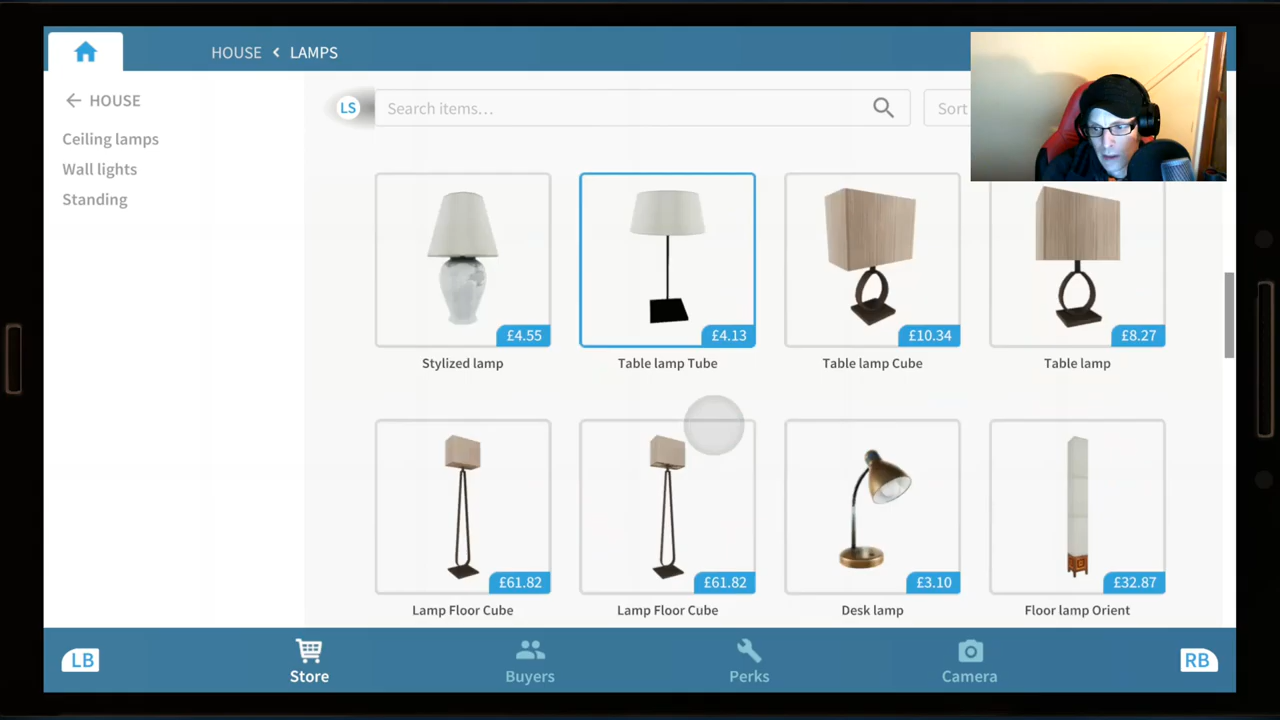 HOUSE < LAMPS
HOUSE
Ceiling lamps
Wall lights
Standing
LS
Search items…
Sort
£4.55
£4.13
£10.34
£8.27
Stylized lamp
Table lamp Tube
Table lamp Cube
Table lamp
£61.82
£61.82
£3.10
£32.87
Lamp Floor Cube
Lamp Floor Cube
Desk lamp
Floor lamp Orient
LB
Store
Buyers
Perks
Camera
RB